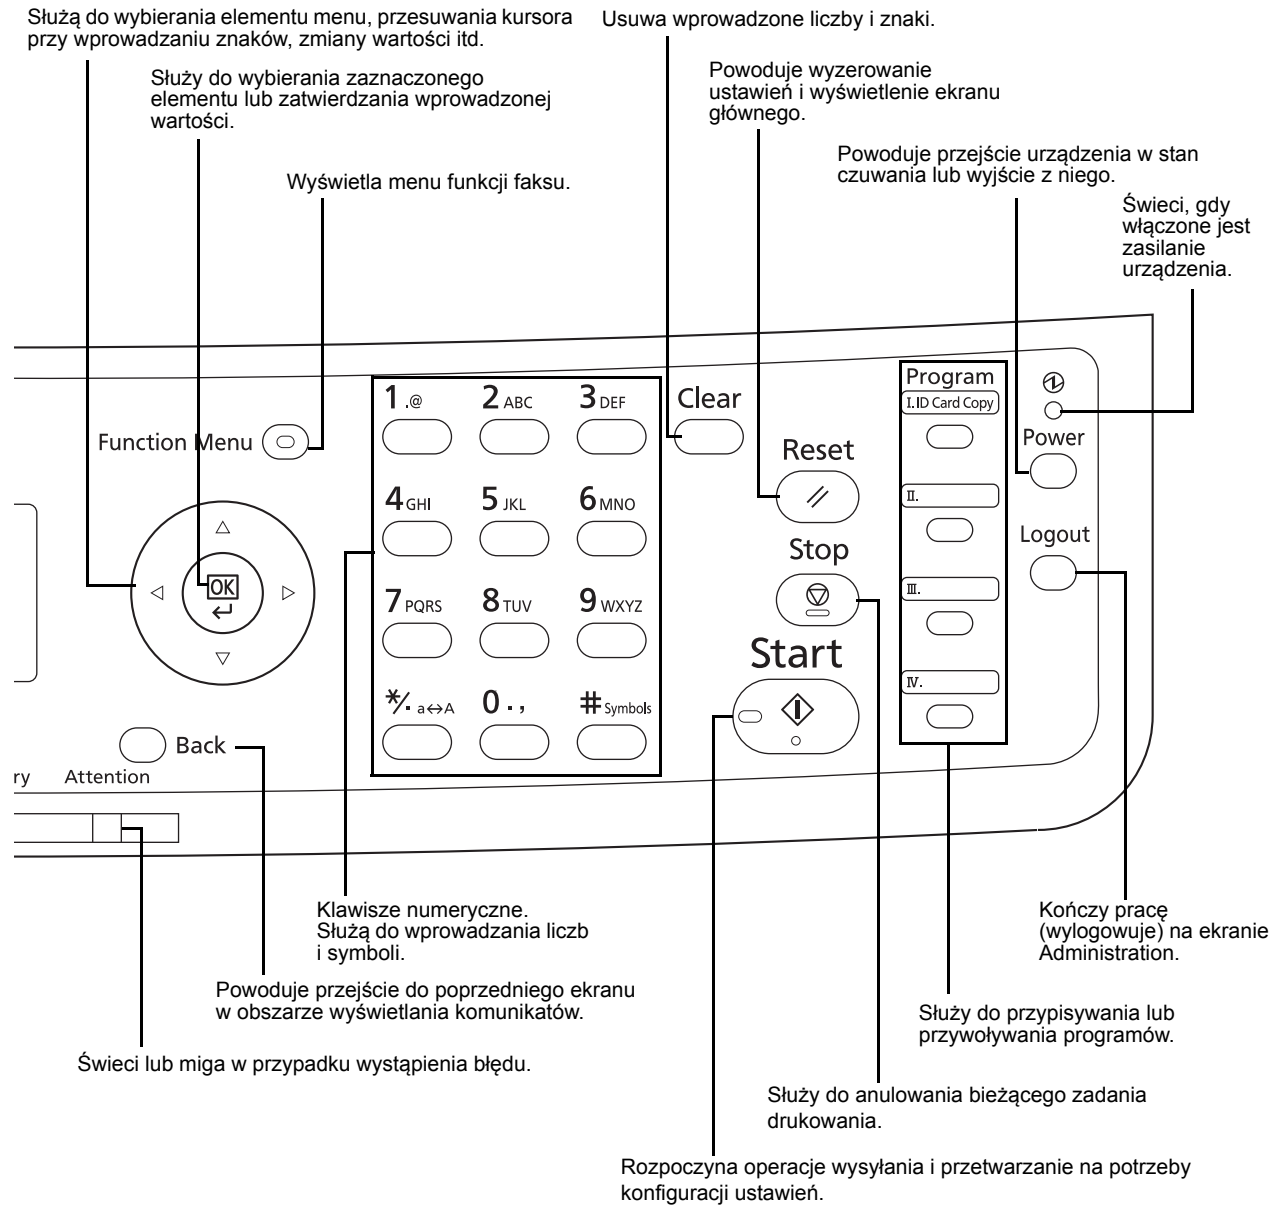 Służą do wybierania elementu menu, przesuwania kursora
przy wprowadzaniu znaków, zmiany wartości itd.
Usuwa wprowadzone liczby i znaki.
Służy do wybierania zaznaczonego
elementu lub zatwierdzania wprowadzonej
wartości.
Powoduje wyzerowanie
ustawień i wyświetlenie ekranu
głównego.
Wyświetla menu funkcji faksu.
Powoduje przejście urządzenia w stan
czuwania lub wyjście z niego.
Świeci, gdy
włączone jest
zasilanie
urządzenia.
Function Menu
OK
Back
ry Attention
1 .@
2 ABC
3 DEF
4 GHI
5 JKL
6 MNO
7 PQRS
8 TUV
9 WXYZ
*/. a↔A
0 . ,
# Symbols
Clear
Reset
Stop
Start
Program
I. ID Card Copy
II.
III.
IV.
Power
Logout
Klawisze numeryczne.
Służą do wprowadzania liczb
i symboli.
Kończy pracę
(wylogowuje) na ekranie
Administration.
Powoduje przejście do poprzedniego ekranu
w obszarze wyświetlania komunikatów.
Służy do przypisywania lub
przywoływania programów.
Świeci lub miga w przypadku wystąpienia błędu.
Służy do anulowania bieżącego zadania
drukowania.
Rozpoczyna operacje wysyłania i przetwarzanie na potrzeby
konfiguracji ustawień.